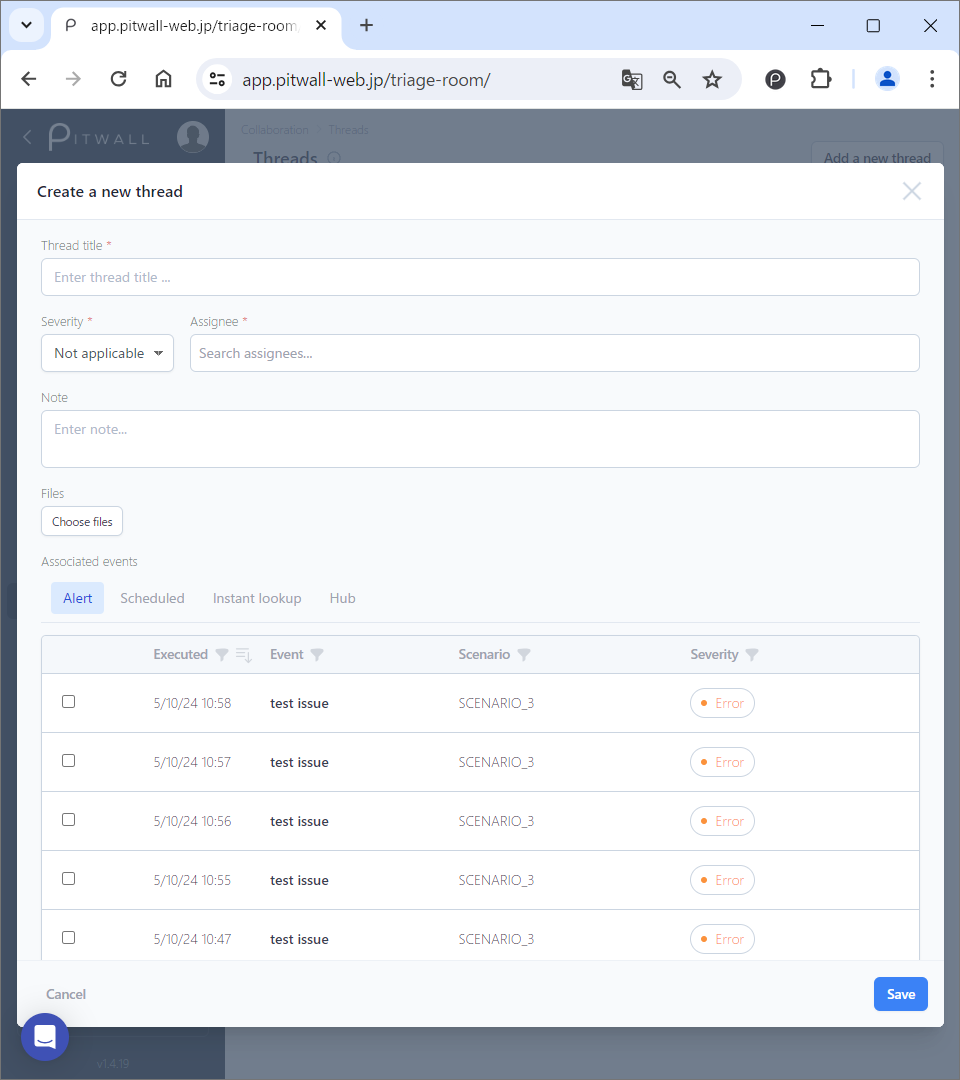 app.pitwall-web.jp/triage-room
app.pitwall-web.jp/triage-room/
PITWALL
Collaboration / Threads
Threads
Add a new thread
Create a new thread
Thread title *
Enter thread title ...
Severity * Assignee *
Not applicable Search assignees...
Note
Enter note...
Files
Choose files
Associated events
Alert Scheduled Instant lookup Hub
Executed Event Scenario Severity
5/10/24 10:58 test issue SCENARIO_3 Error
5/10/24 10:57 test issue SCENARIO_3 Error
5/10/24 10:56 test issue SCENARIO_3 Error
5/10/24 10:55 test issue SCENARIO_3 Error
5/10/24 10:47 test issue SCENARIO_3 Error
Cancel Save
v1.4.19